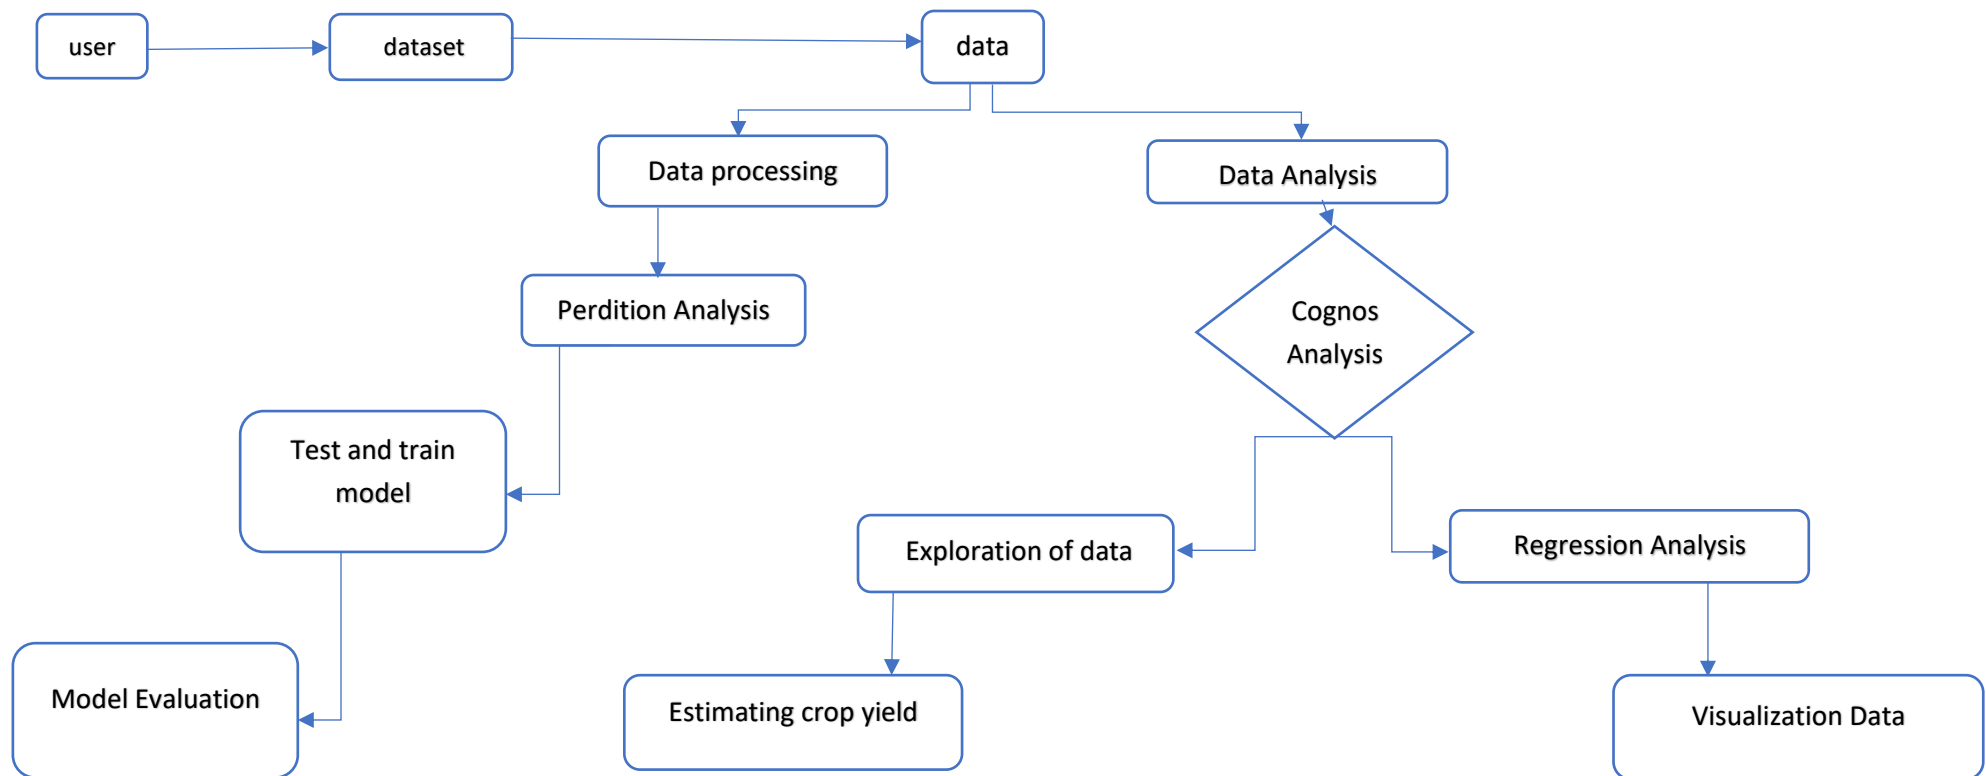 user
dataset
data
Data processing
Data Analysis
Perdition Analysis
Cognos
Analysis
Test and train
model
Exploration of data
Regression Analysis
Model Evaluation
Estimating crop yield
Visualization Data